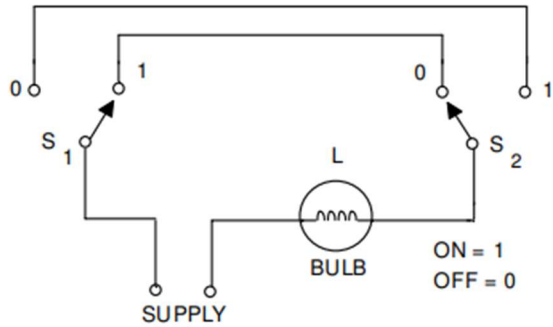 0 1 0 1
S1 S2
L
BULB
ON = 1
OFF = 0
SUPPLY